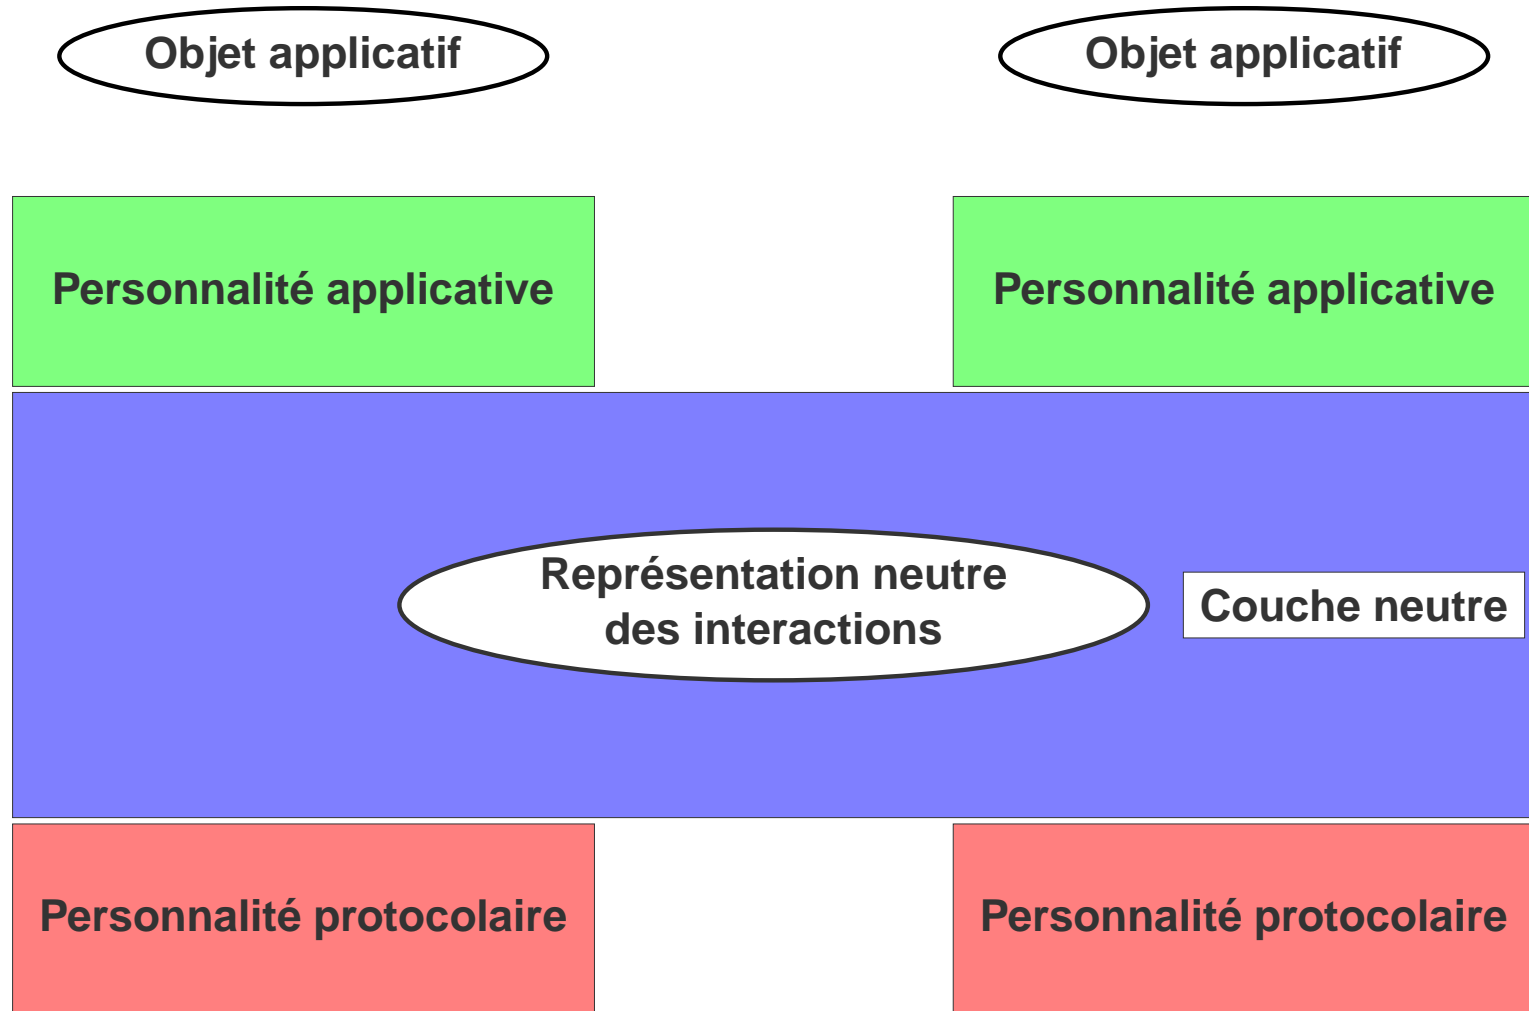 Objet applicatif
Objet applicatif
Personnalité applicative
Personnalité applicative
Représentation neutre
des interactions
Couche neutre
Personnalité protocolaire
Personnalité protocolaire